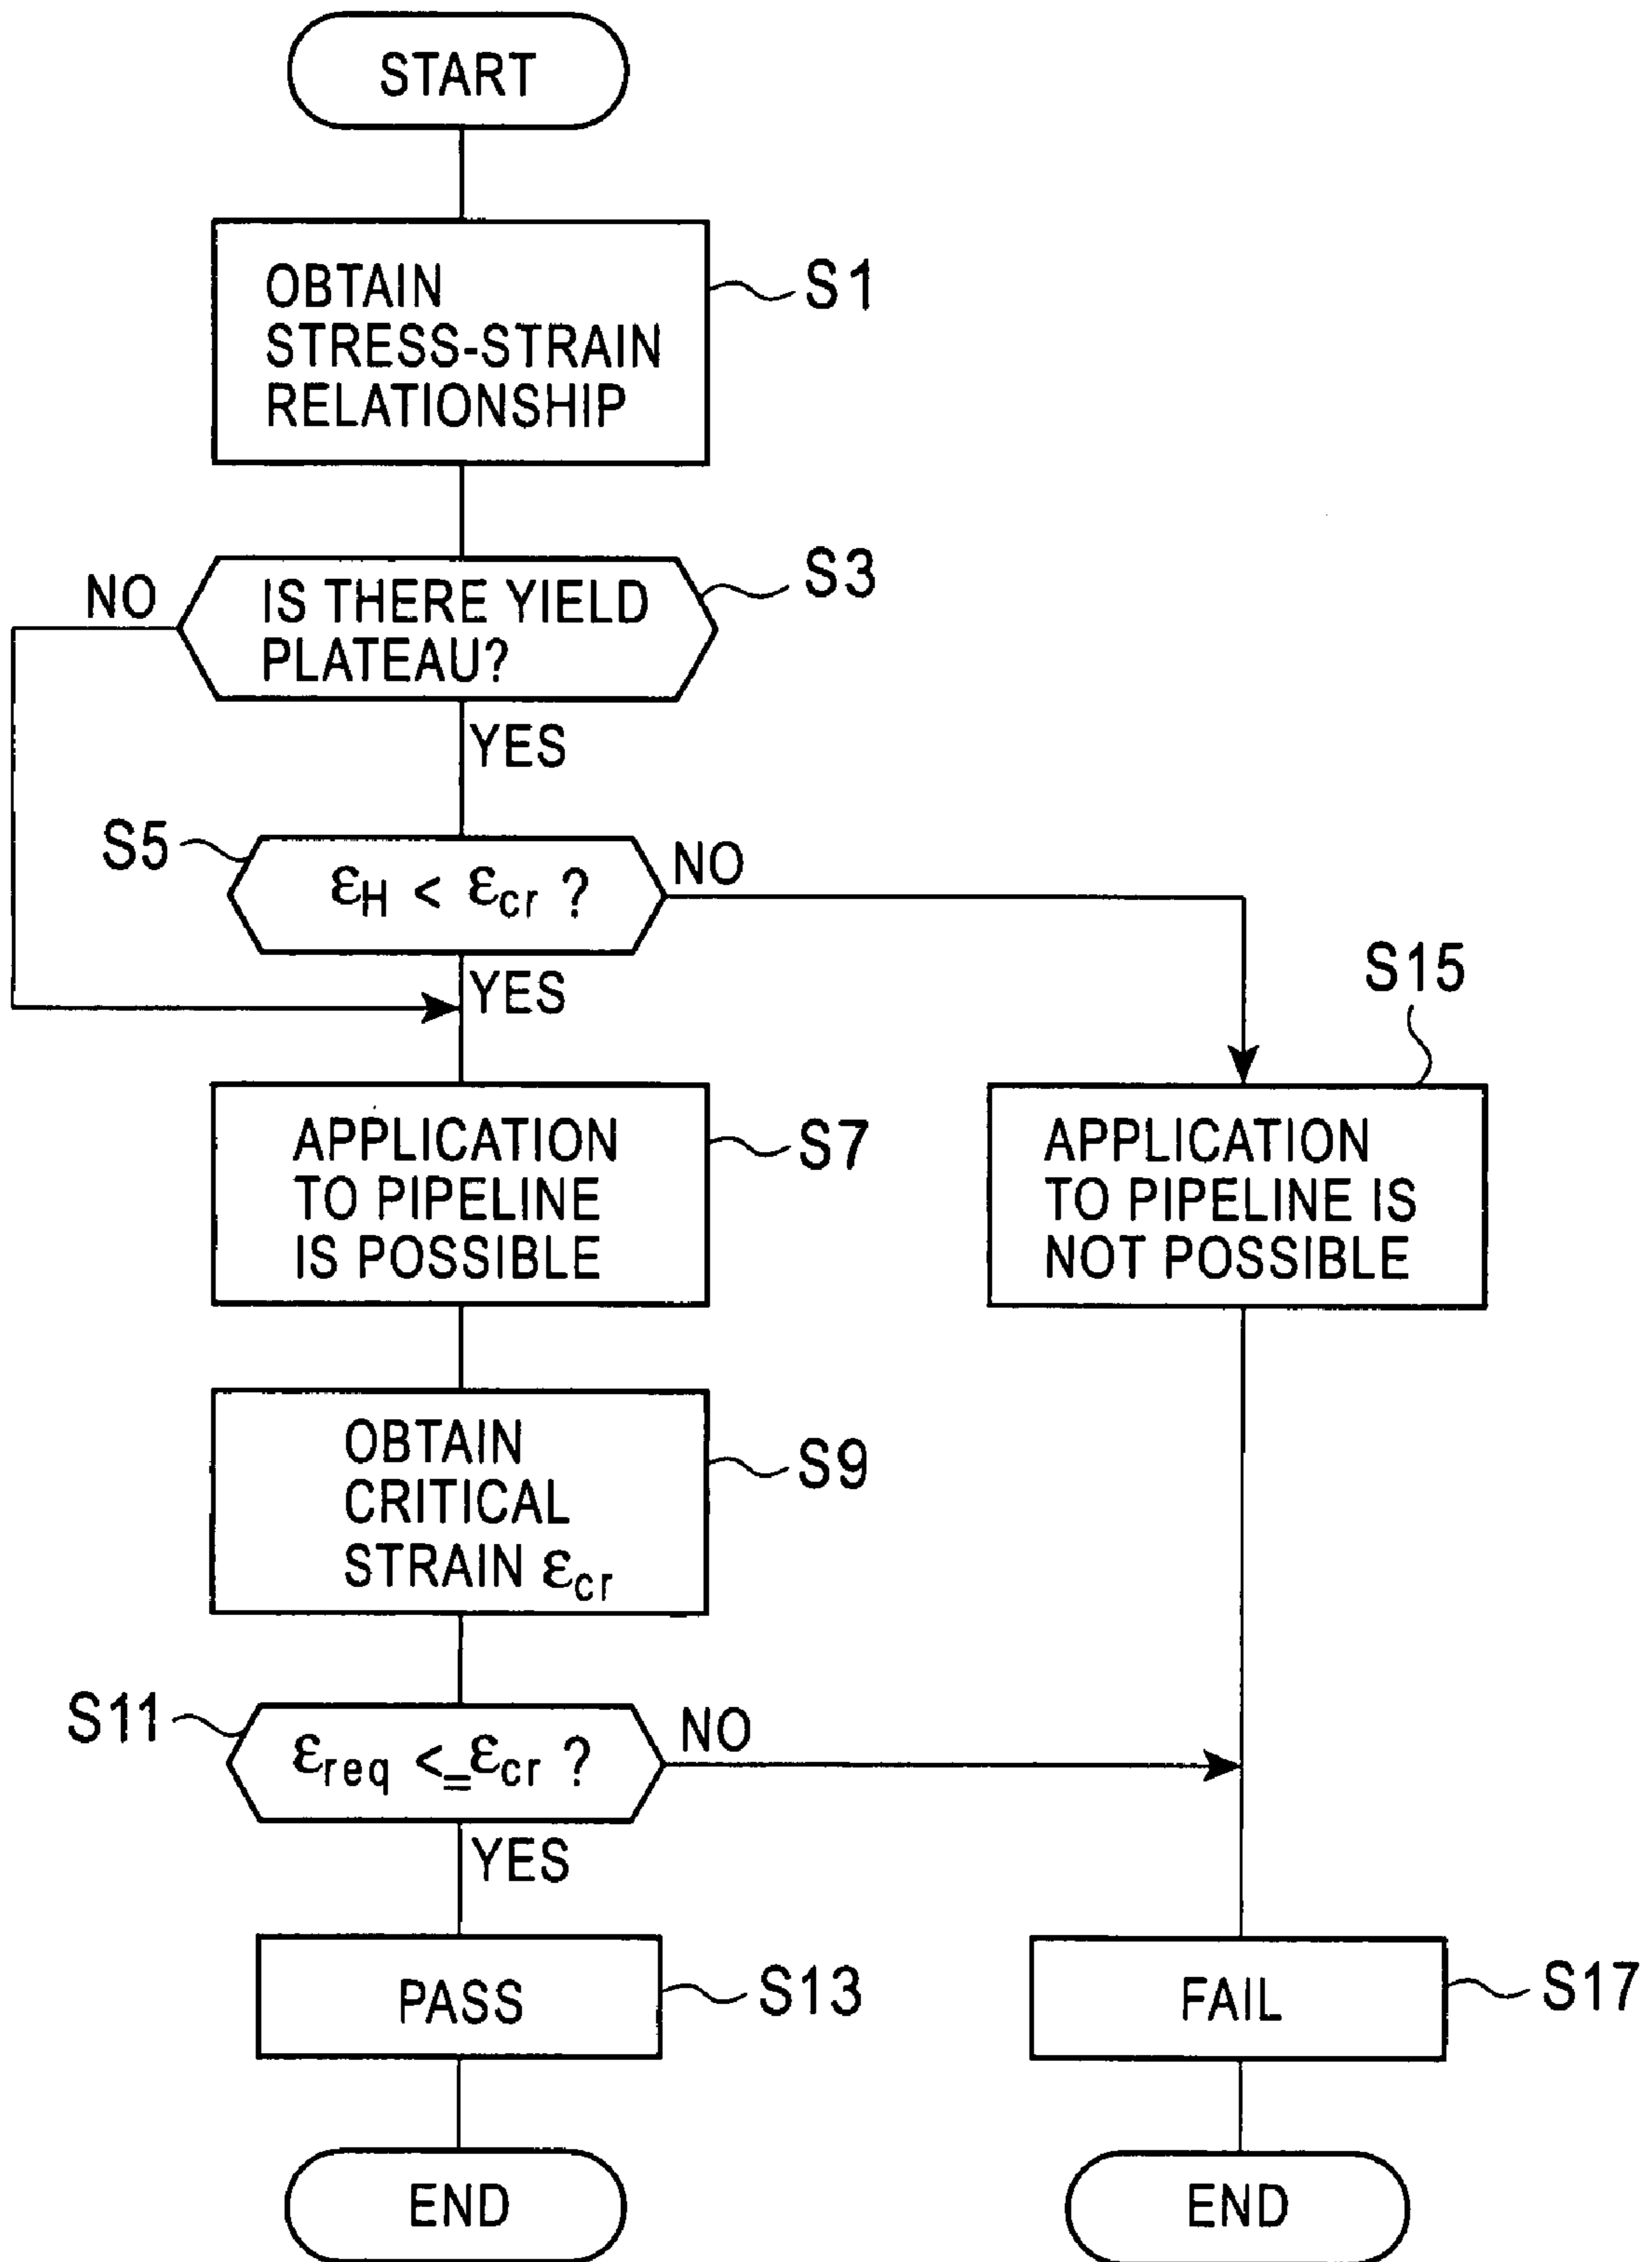 START
OBTAIN
STRESS-STRAIN
RELATIONSHIP
S1
NO
IS THERE YIELD
PLATEAU?
S3
YES
S5
εH < εcr ?
NO
YES
S15
APPLICATION
TO PIPELINE
IS POSSIBLE
S7
APPLICATION
TO PIPELINE IS
NOT POSSIBLE
OBTAIN
CRITICAL
STRAIN εcr
S9
S11
εreq <= εcr ?
NO
YES
PASS
S13
FAIL
S17
END
END